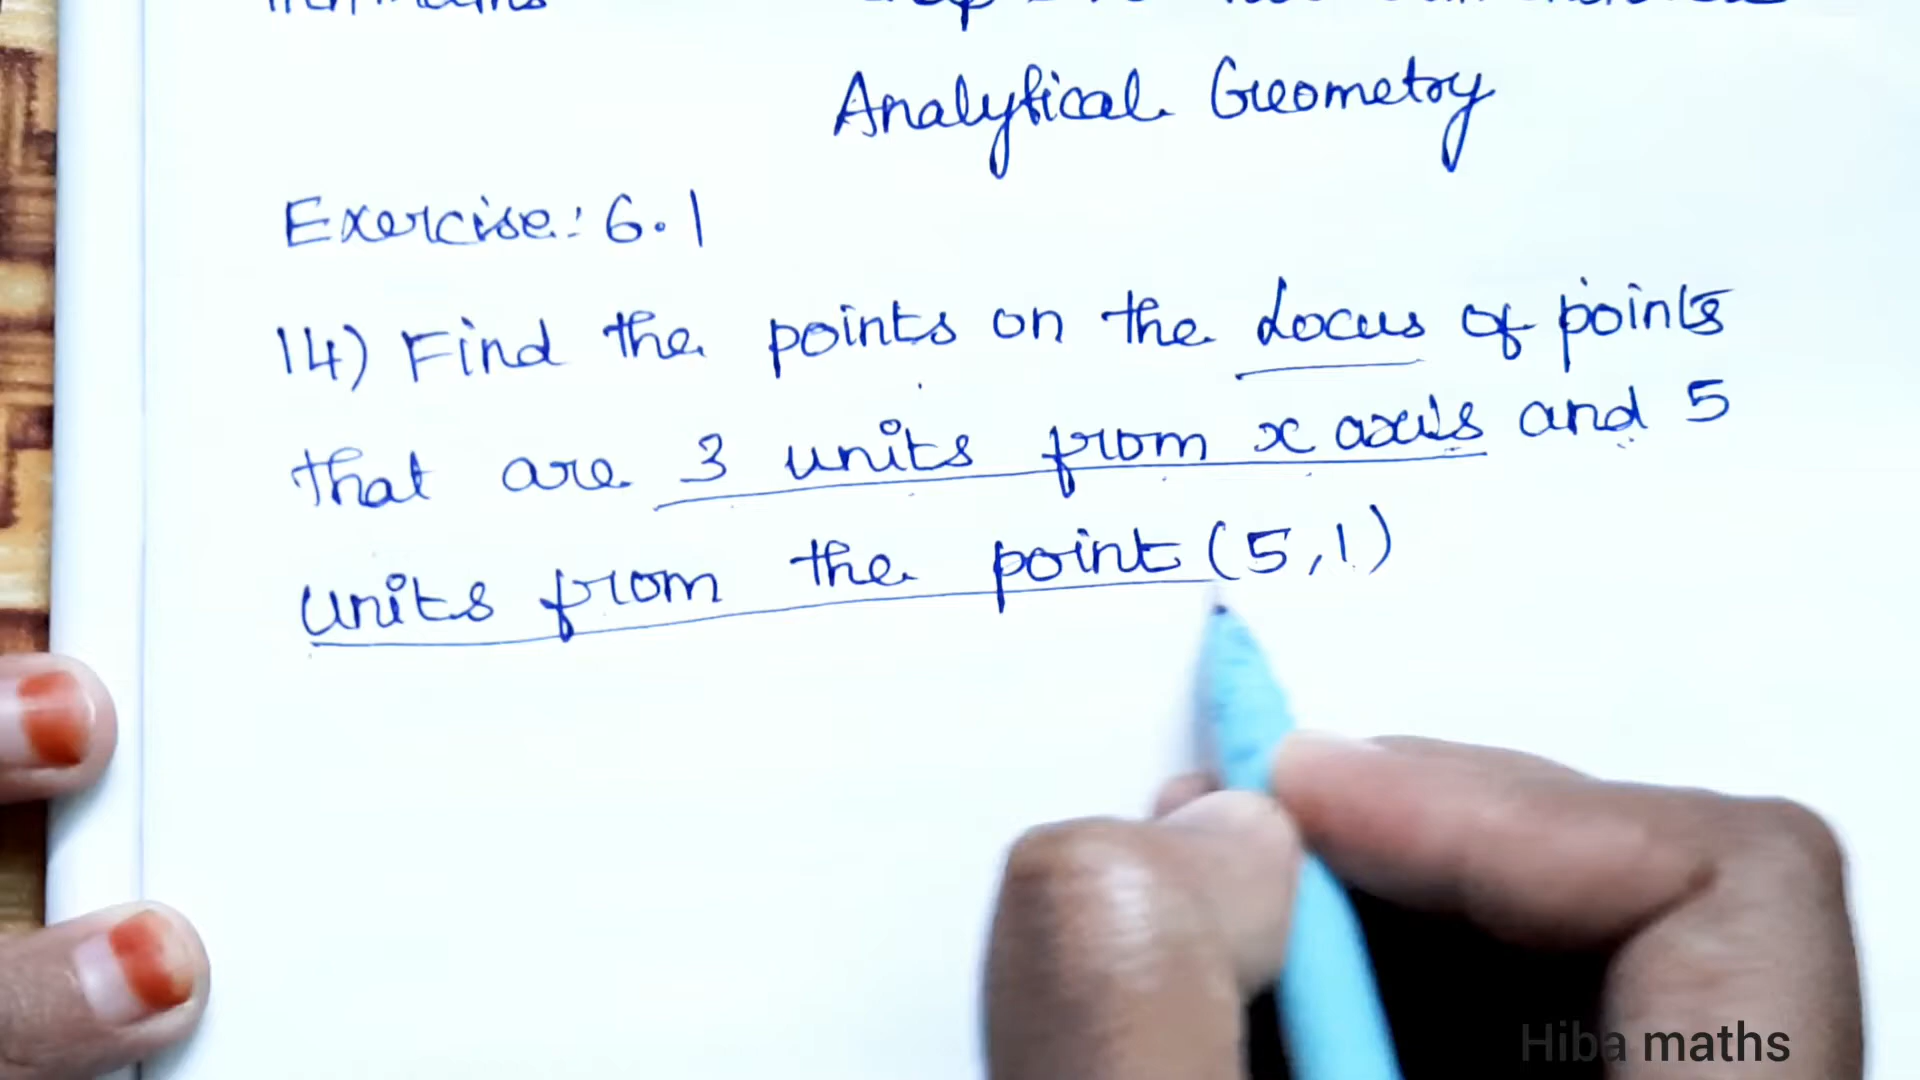 Analytical Geometry
Exercise: 6.1
14) Find the points on the Locus of points
that are 3 units from x axis and 5
units from the point (5,1)
Hiba maths